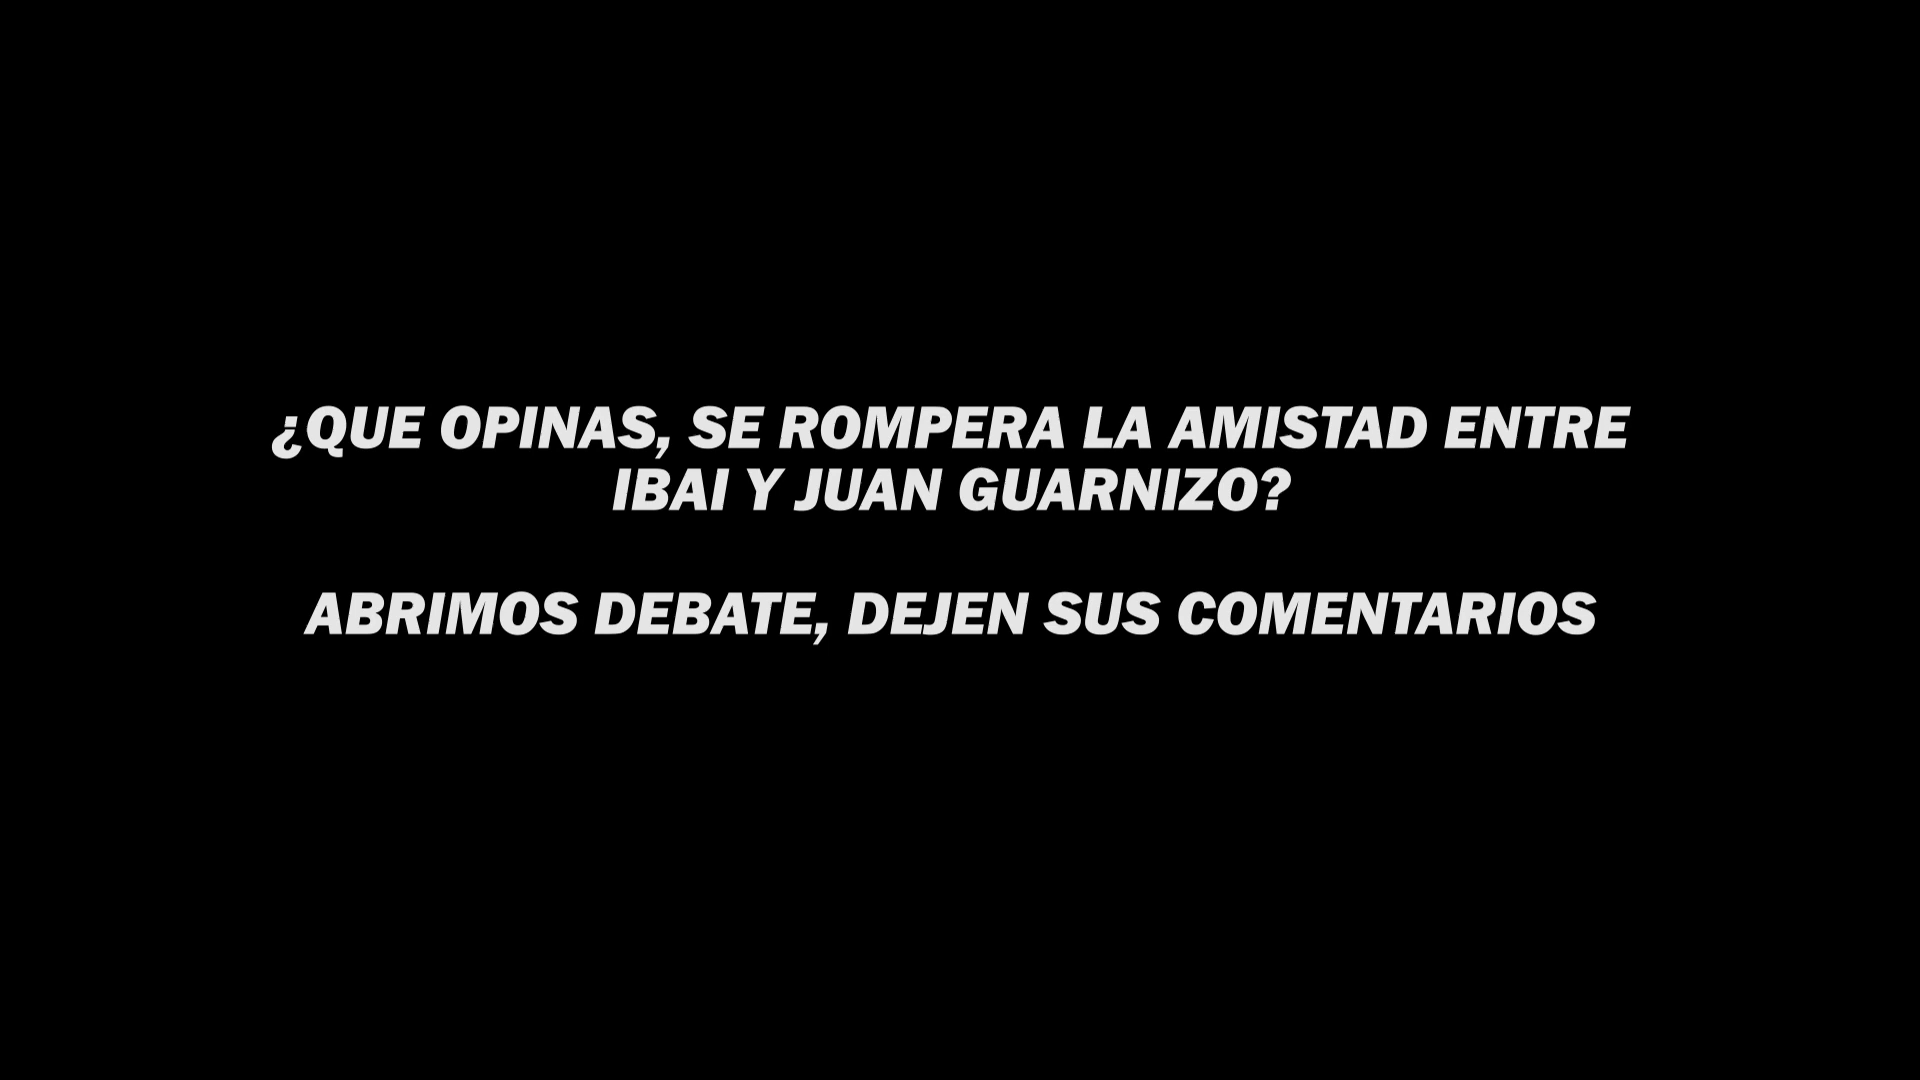 ¿QUE OPINAS, SE ROMPERA LA AMISTAD ENTRE
IBAI Y JUAN GUARNIZO?
ABRIMOS DEBATE, DEJEN SUS COMENTARIOS